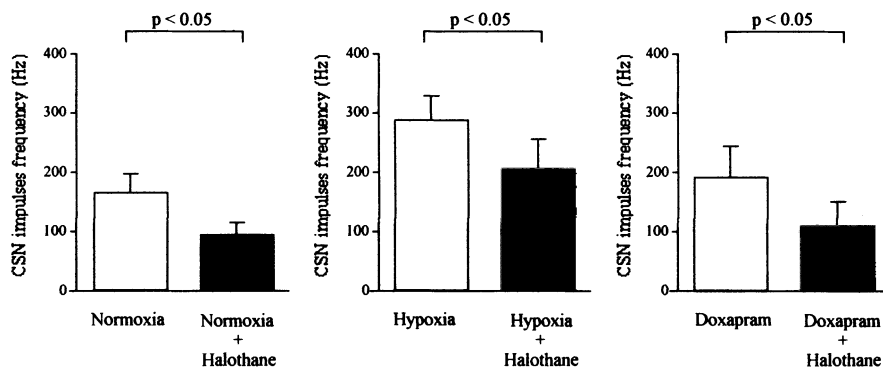 p < 0.05
CSN impulses frequency (Hz)
400
300
200
100
0
Normoxia
Normoxia
+
Halothane
p < 0.05
CSN impulses frequency (Hz)
400
300
200
100
0
Hypoxia
Hypoxia
+
Halothane
p < 0.05
CSN impulses frequency (Hz)
400
300
200
100
0
Doxapram
Doxapram
+
Halothane